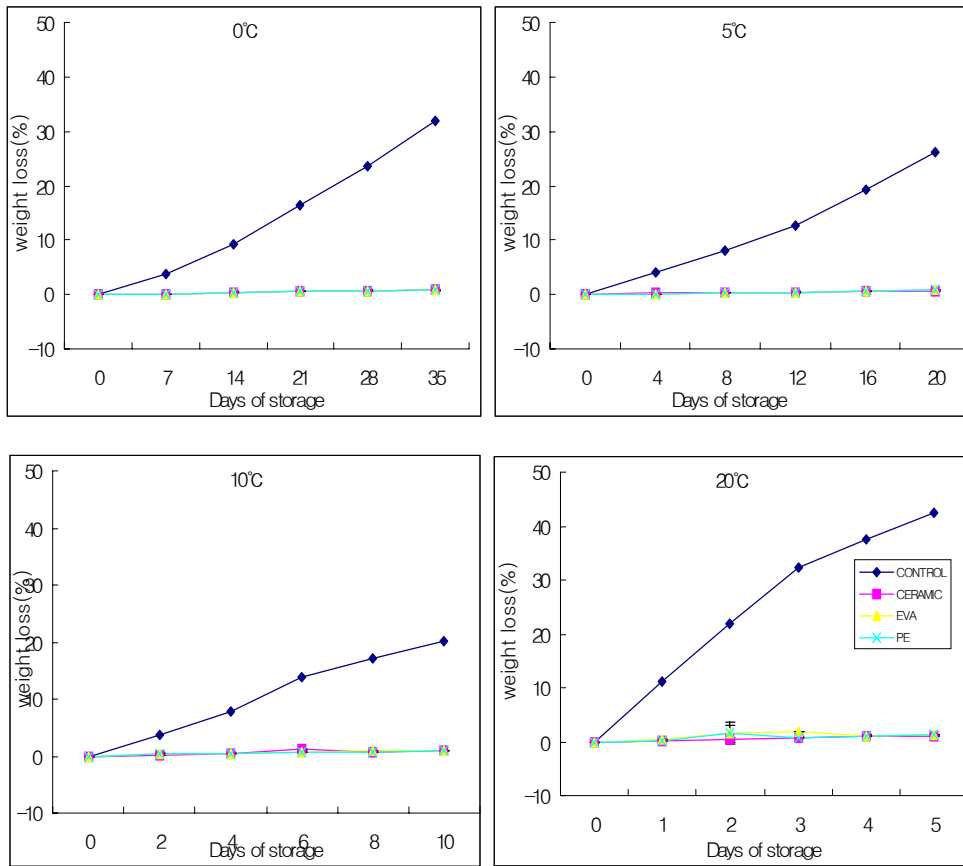 0℃
50
40
30
20
10
0
−10
weight loss(%)
0 7 14 21 28 35
Days of storage
5℃
50
40
30
20
10
0
−10
weight loss(%)
0 4 8 12 16 20
Days of storage
10℃
50
40
30
20
10
0
−10
weight loss(%)
0 2 4 6 8 10
Days of storage
20℃
50
40
30
20
10
0
−10
weight loss(%)
CONTROL
CERAMIC
EVA
PE
0 1 2 3 4 5
Days of storage